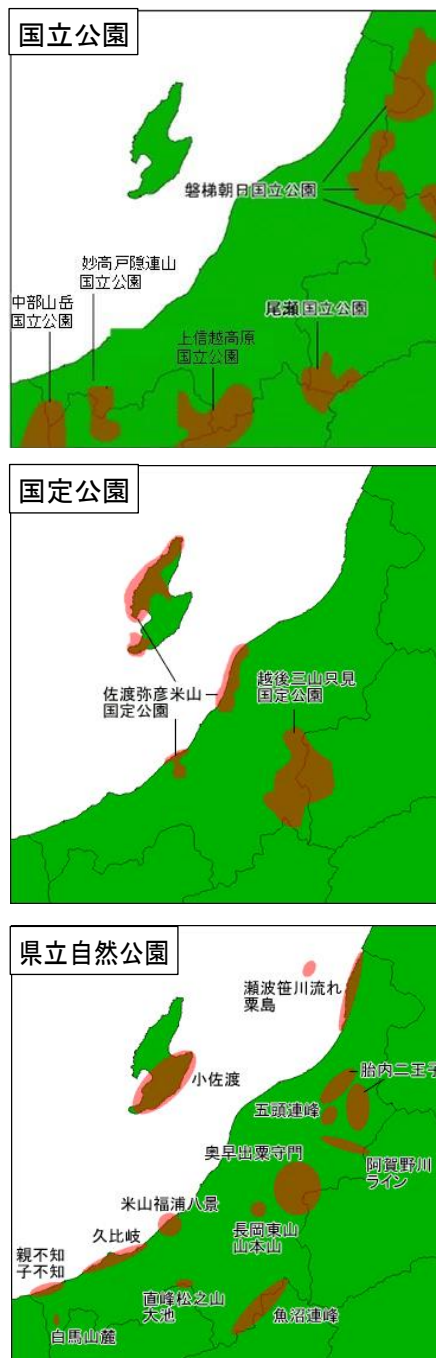 国立公園
磐梯朝日国立公園
妙高戸隠連山
国立公園
中部山岳
国立公園
尾瀬国立公園
上信越高原
国立公園
国定公園
佐渡弥彦米山
国定公園
越後三山只見
国定公園
県立自然公園
瀬波笹川流れ
粟島
胎内二王子
小佐渡
五頭連峰
奥早出粟守門
阿賀野川
ライン
米山福浦八景
久比岐
長岡東山
山本山
親不知
子不知
直峰松之山
大池
魚沼連峰
白馬山麓